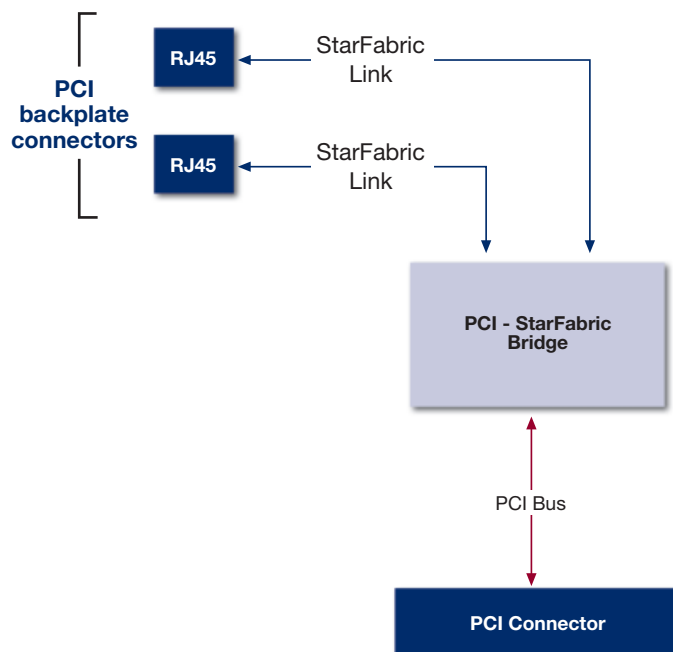 PCI
backplate
connectors
RJ45
StarFabric
Link
RJ45
StarFabric
Link
PCI - StarFabric
Bridge
PCI Bus
PCI Connector